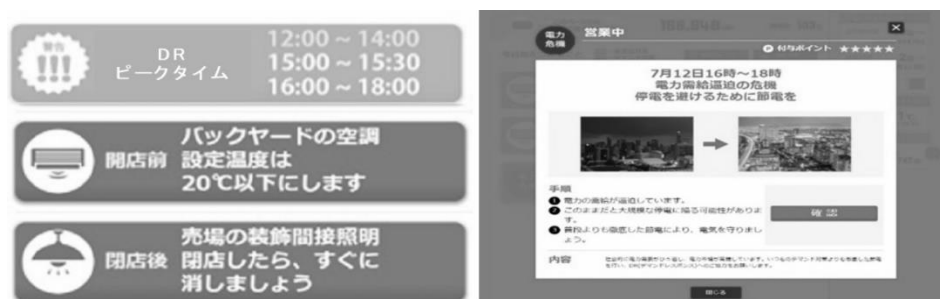 警告
!!!
DR
ピークタイム
12:00 ~ 14:00
15:00 ~ 15:30
16:00 ~ 18:00
開店前
バックヤードの空調
設定温度は
20℃以下にします
閉店後
売場の装飾間接照明
閉店したら、すぐに
消しましょう
電力
危機
営業中
P 付与ポイント ★★★★★
7月12日16時~18時
電力需給逼迫の危機
停電を避けるために節電を
手順
1 電力の需給が逼迫しています。
2 このままだと大規模な停電に陥る可能性がありま
す。
3 普段よりも徹底した節電により、電気を守りまし
ょう。
確認
内容
閉じる